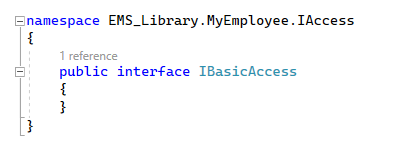 namespace EMS_Library.MyEmployee.IAccess
{
1 reference
public interface IBasicAccess
{
}
}